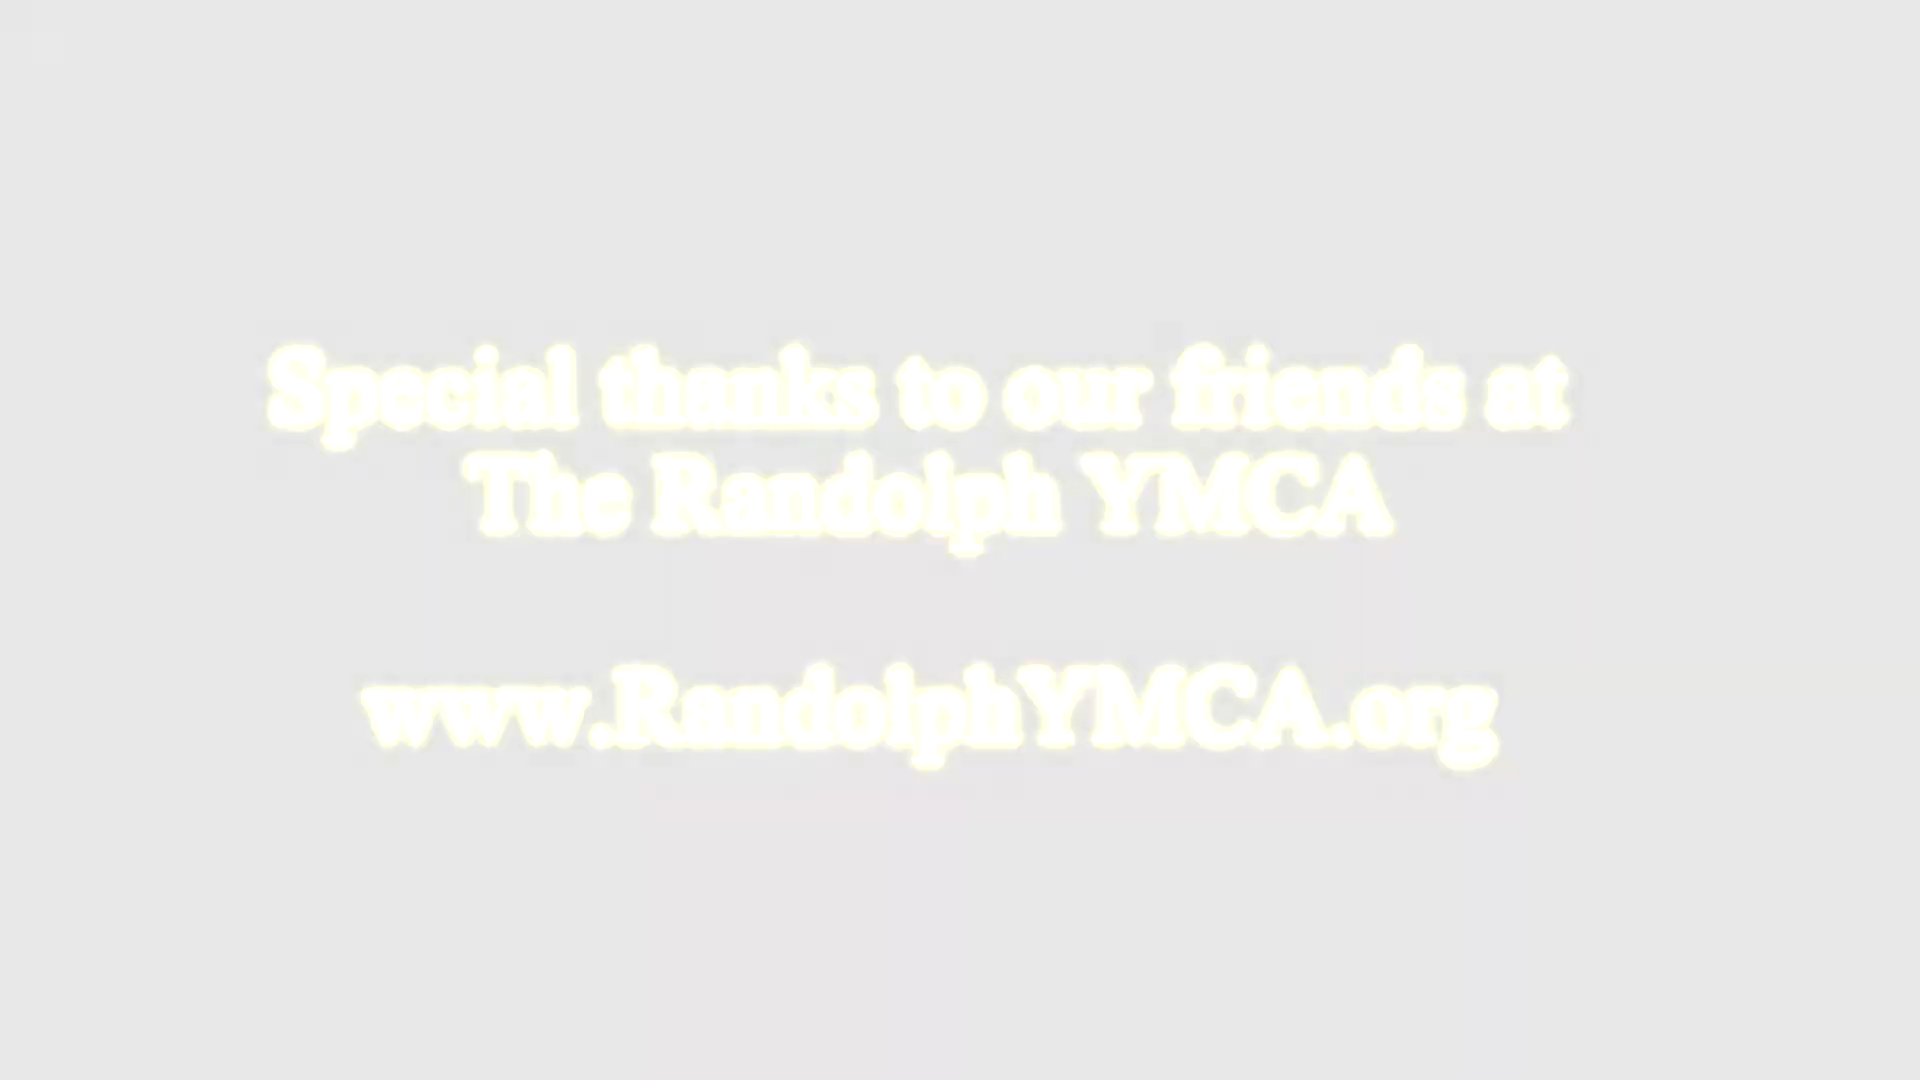 Special thanks to our friends at
The Randolph YMCA
www.RandolphYMCA.org